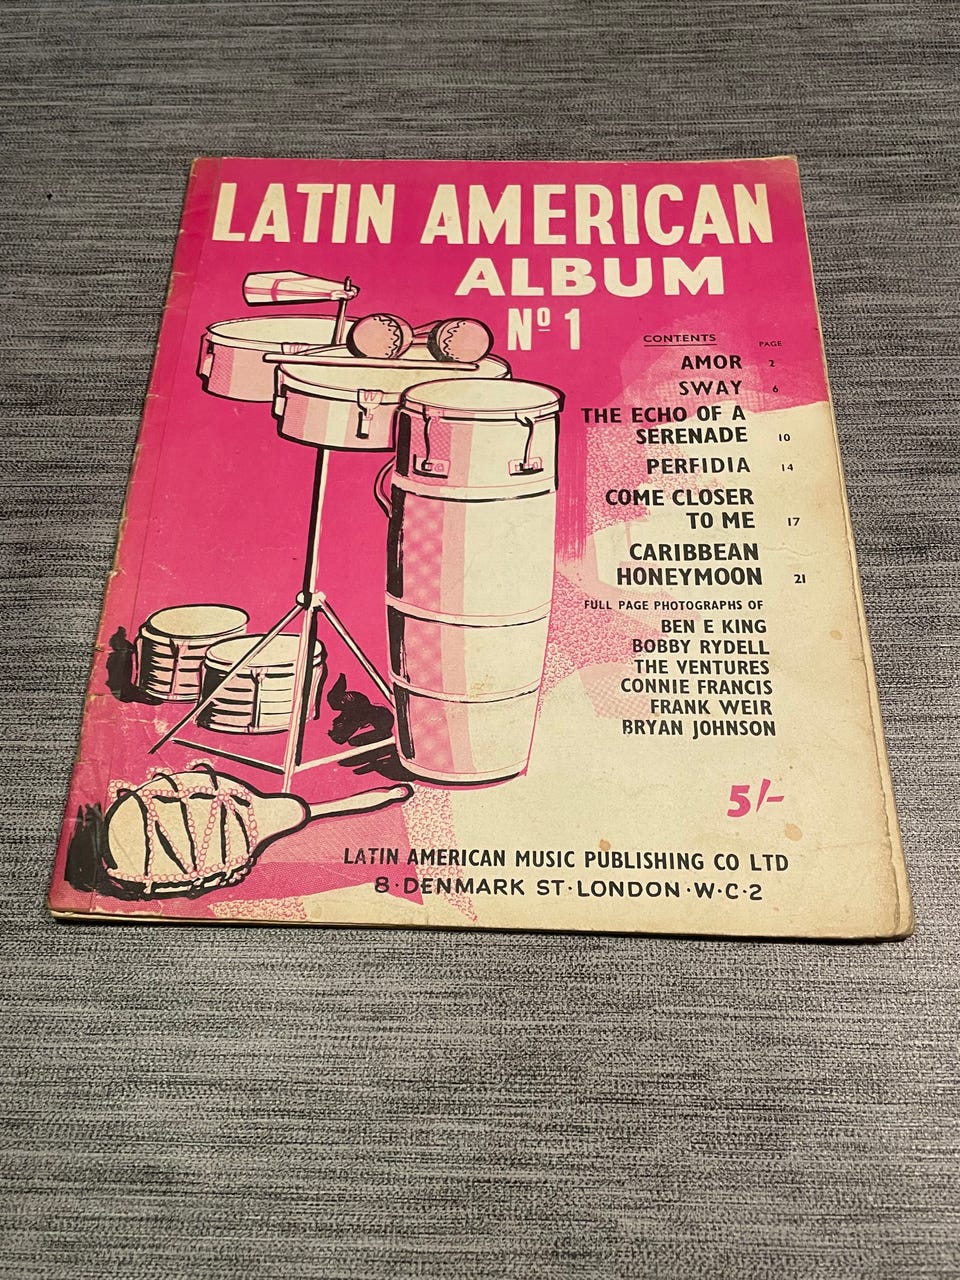 LATIN AMERICAN
ALBUM
Nº 1
CONTENTS PAGE
AMOR 2
SWAY 6
THE ECHO OF A
SERENADE 10
PERFIDIA 14
COME CLOSER
TO ME 17
CARIBBEAN
HONEYMOON 21
FULL PAGE PHOTOGRAPHS OF
BEN E KING
BOBBY RYDELL
THE VENTURES
CONNIE FRANCIS
FRANK WEIR
BRYAN JOHNSON
5/-
LATIN AMERICAN MUSIC PUBLISHING CO LTD
8·DENMARK ST·LONDON·W·C·2